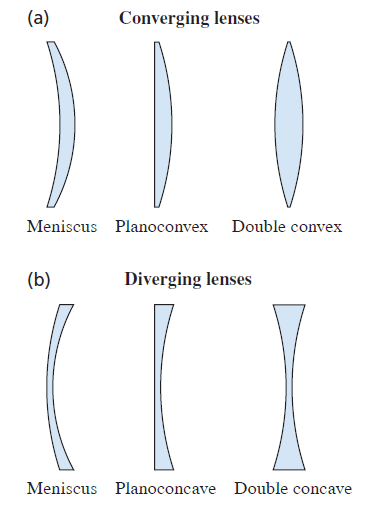 (a) Converging lenses
Meniscus Planoconvex Double convex
(b) Diverging lenses
Meniscus Planoconcave Double concave